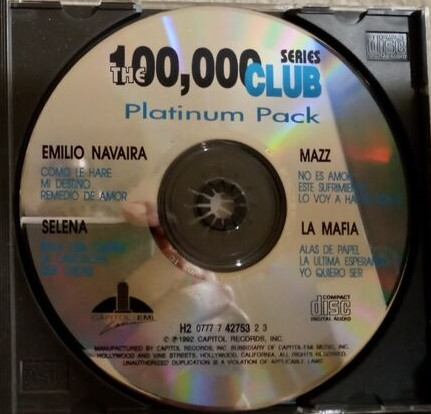 THE 100,000 CLUB SERIES
Platinum Pack
EMILIO NAVAIRA
COMO LE HARE
MI DESTINO
REMEDIO DE AMOR
MAZZ
NO ES AMOR
ESTE SUFRIMIE
LO VOY A HA
SELENA
LA MAFIA
ALAS DE PAPEL
LA ULTIMA ESPERAN
YO QUIERO SER
CAPITOL EMI
COMPACT
disc
DIGITAL AUDIO
H2 0777 7 42753 2 3
© ℗ 1992 CAPITOL RECORDS, INC.
MANUFACTURED BY CAPITOL RECORDS, INC. SUBSIDIARY OF CAPITOL-EMI MUSIC, INC.
HOLLYWOOD AND VINE STREETS, HOLLYWOOD, CALIFORNIA. ALL RIGHTS RESERVED.
UNAUTHORIZED DUPLICATION IS A VIOLATION OF APPLICABLE LAWS.